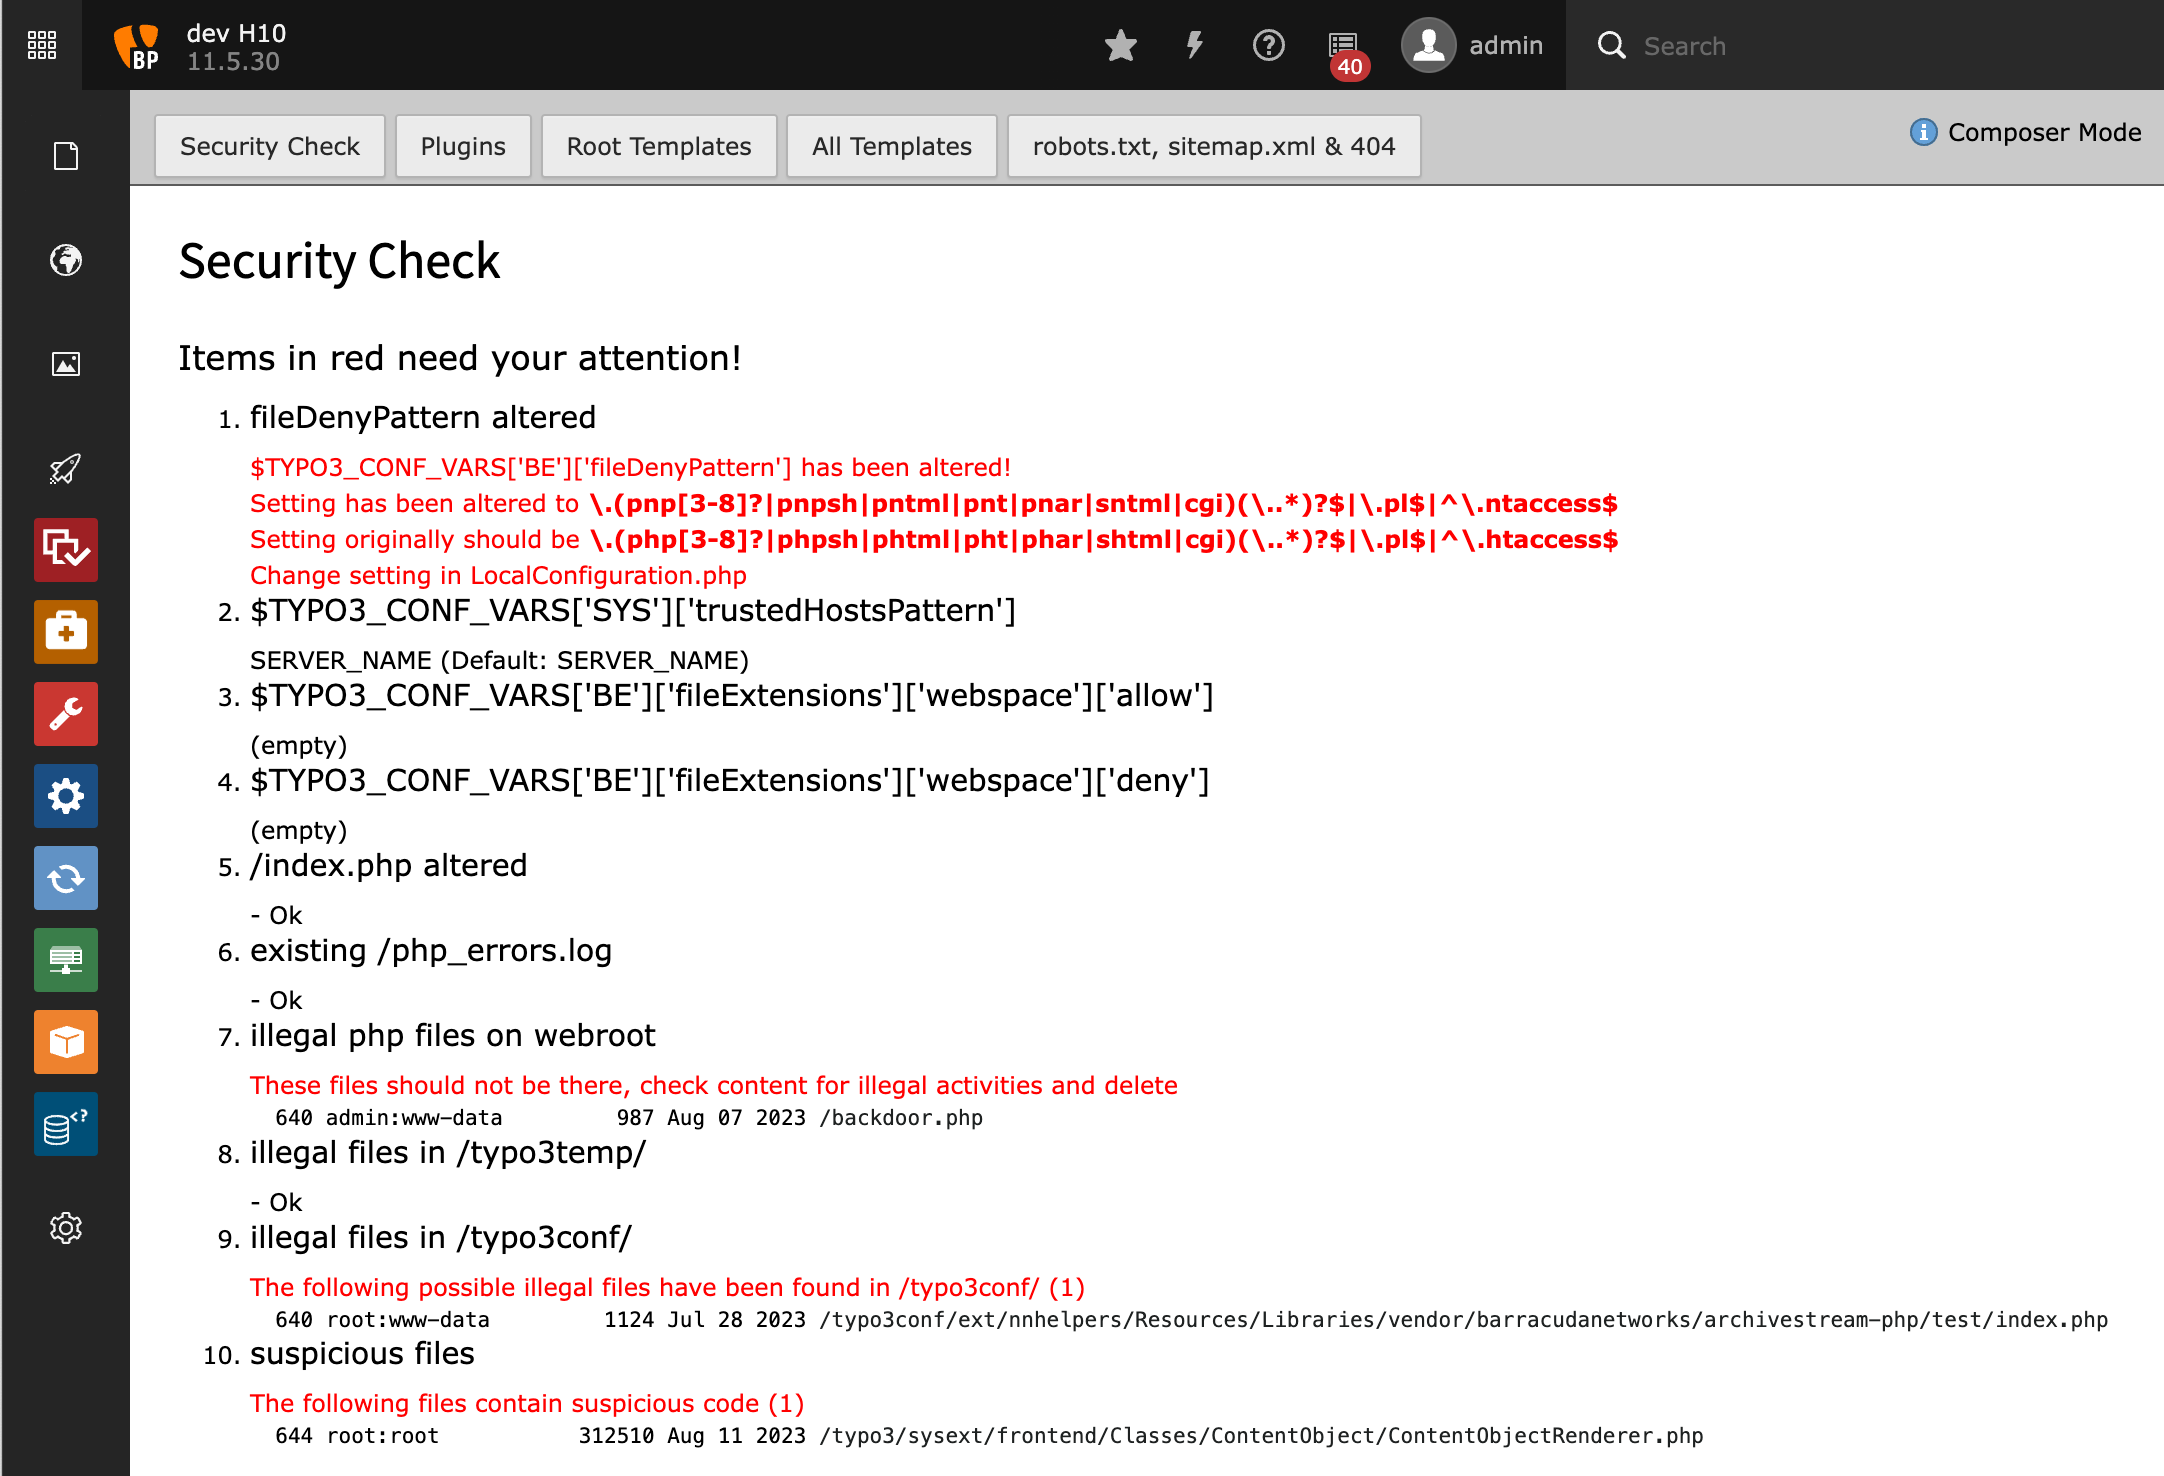 BP
dev H10
11.5.30
40
admin
Search
Security Check
Plugins
Root Templates
All Templates
robots.txt, sitemap.xml & 404
Composer Mode
Security Check
Items in red need your attention!
1. fileDenyPattern altered
$TYPO3_CONF_VARS['BE']['fileDenyPattern'] has been altered!
Setting has been altered to \.(pnp[3-8]?|pnpsh|pntml|pnt|pnar|sntml|cgi)(\..*)?$|\.pl$|^\.ntaccess$
Setting originally should be \.(php[3-8]?|phpsh|phtml|pht|phar|shtml|cgi)(\..*)?$|\.pl$|^\.htaccess$
Change setting in LocalConfiguration.php
2. $TYPO3_CONF_VARS['SYS']['trustedHostsPattern']
SERVER_NAME (Default: SERVER_NAME)
3. $TYPO3_CONF_VARS['BE']['fileExtensions']['webspace']['allow']
(empty)
4. $TYPO3_CONF_VARS['BE']['fileExtensions']['webspace']['deny']
(empty)
5. /index.php altered
- Ok
6. existing /php_errors.log
- Ok
7. illegal php files on webroot
These files should not be there, check content for illegal activities and delete
640 admin:www-data 987 Aug 07 2023 /backdoor.php
8. illegal files in /typo3temp/
- Ok
9. illegal files in /typo3conf/
The following possible illegal files have been found in /typo3conf/ (1)
640 root:www-data 1124 Jul 28 2023 /typo3conf/ext/nnhelpers/Resources/Libraries/vendor/barracudanetworks/archivestream-php/test/index.php
10. suspicious files
The following files contain suspicious code (1)
644 root:root 312510 Aug 11 2023 /typo3/sysext/frontend/Classes/ContentObject/ContentObjectRenderer.php